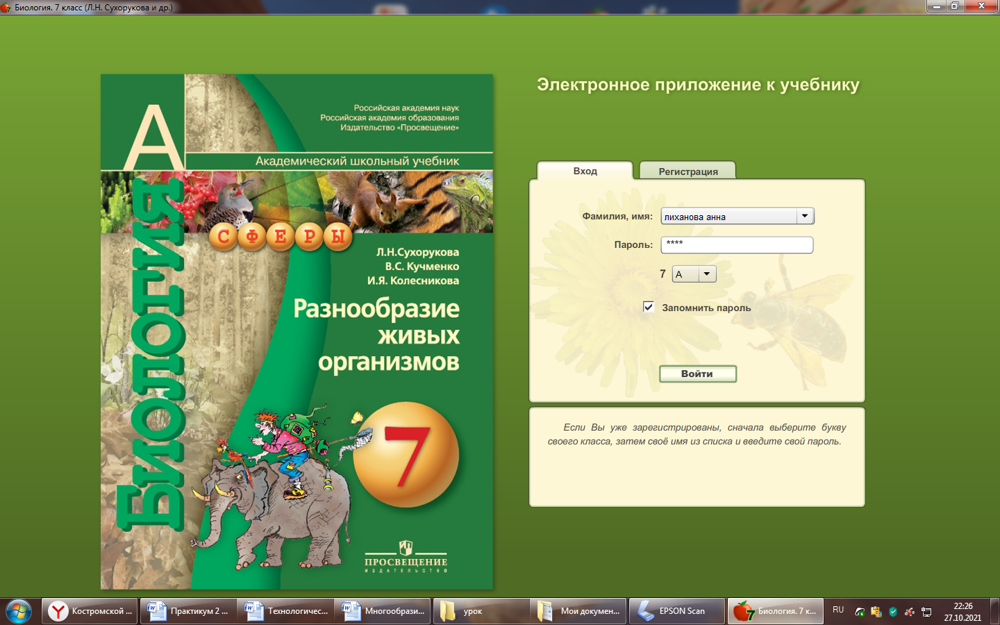 Биология. 7 класс (Л.Н. Сухорукова и др.)
Электронное приложение к учебнику
А
Российская академия наук
Российская академия образования
Издательство «Просвещение»
Академический школьный учебник
Биология
СФЕРЫ
Л.Н.Сухорукова
В.С. Кучменко
И.Я. Колесникова
Разнообразие
живых
организмов
7
ПРОСВЕЩЕНИЕ
ИЗДАТЕЛЬСТВО
Вход
Регистрация
Фамилия, имя: лиханова анна
Пароль: ****
7 А
Запомнить пароль
Войти
Если Вы уже зарегистрированы, сначала выберите букву
своего класса, затем своё имя из списка и введите свой пароль.
Костромской ...
Практикум 2 ...
Технологичес...
Многообрази...
урок
Мои докумен...
EPSON Scan
Биология. 7 к...
RU
22:26
27.10.2021